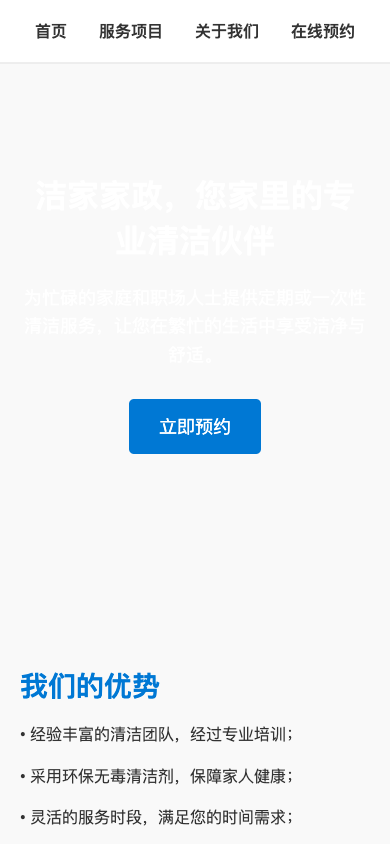 首页 服务项目 关于我们 在线预约
洁家家政，您家里的专
业清洁伙伴
为忙碌的家庭和职场人士提供定期或一次性
清洁服务，让您在繁忙的生活中享受洁净与
舒适。
立即预约
我们的优势
• 经验丰富的清洁团队，经过专业培训；
• 采用环保无毒清洁剂，保障家人健康；
• 灵活的服务时段，满足您的时间需求；